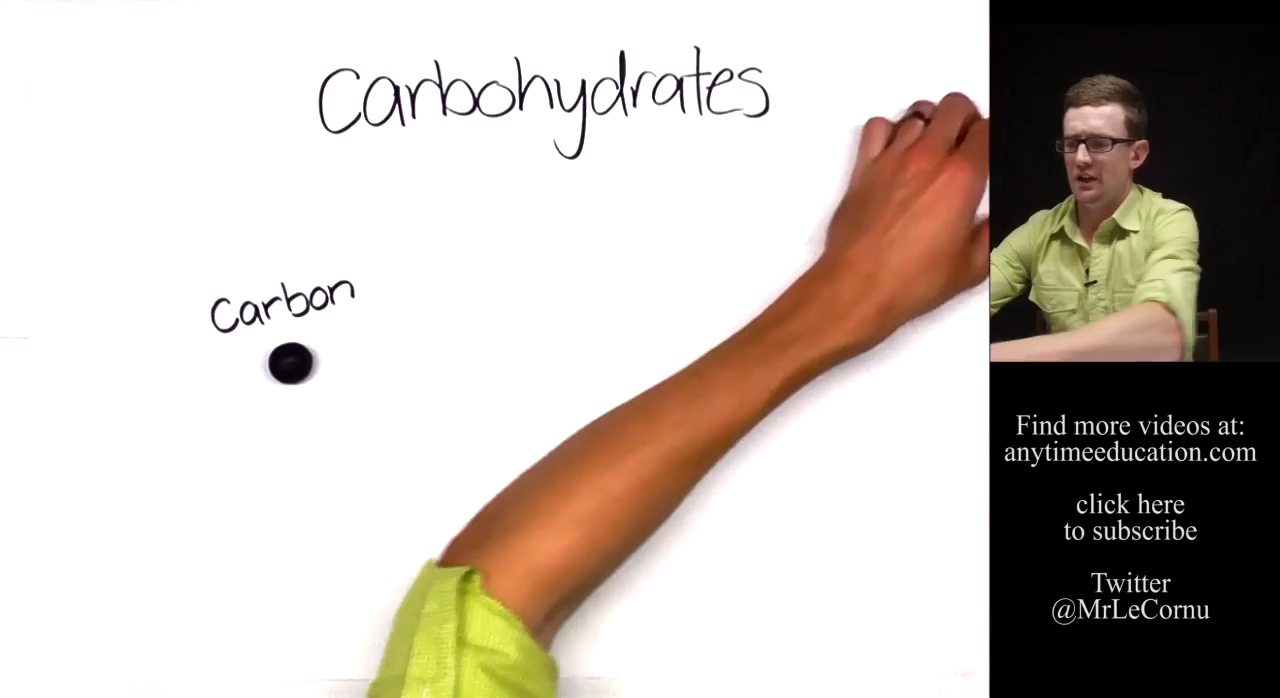 Carbohydrates
Carbon
Find more videos at:
anytimeeducation.com
click here
to subscribe
Twitter
@MrLeCornu